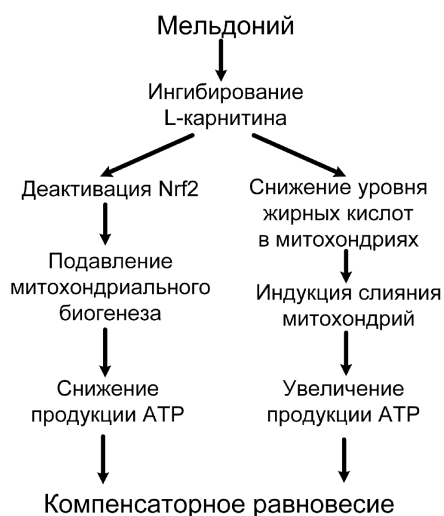 Мельдоний
Ингибирование
L-карнитина
Деактивация Nrf2
Подавление
митохондриального
биогенеза
Снижение
продукции АТР
Снижение уровня
жирных кислот
в митохондриях
Индукция слияния
митохондрий
Увеличение
продукции АТР
Компенсаторное равновесие